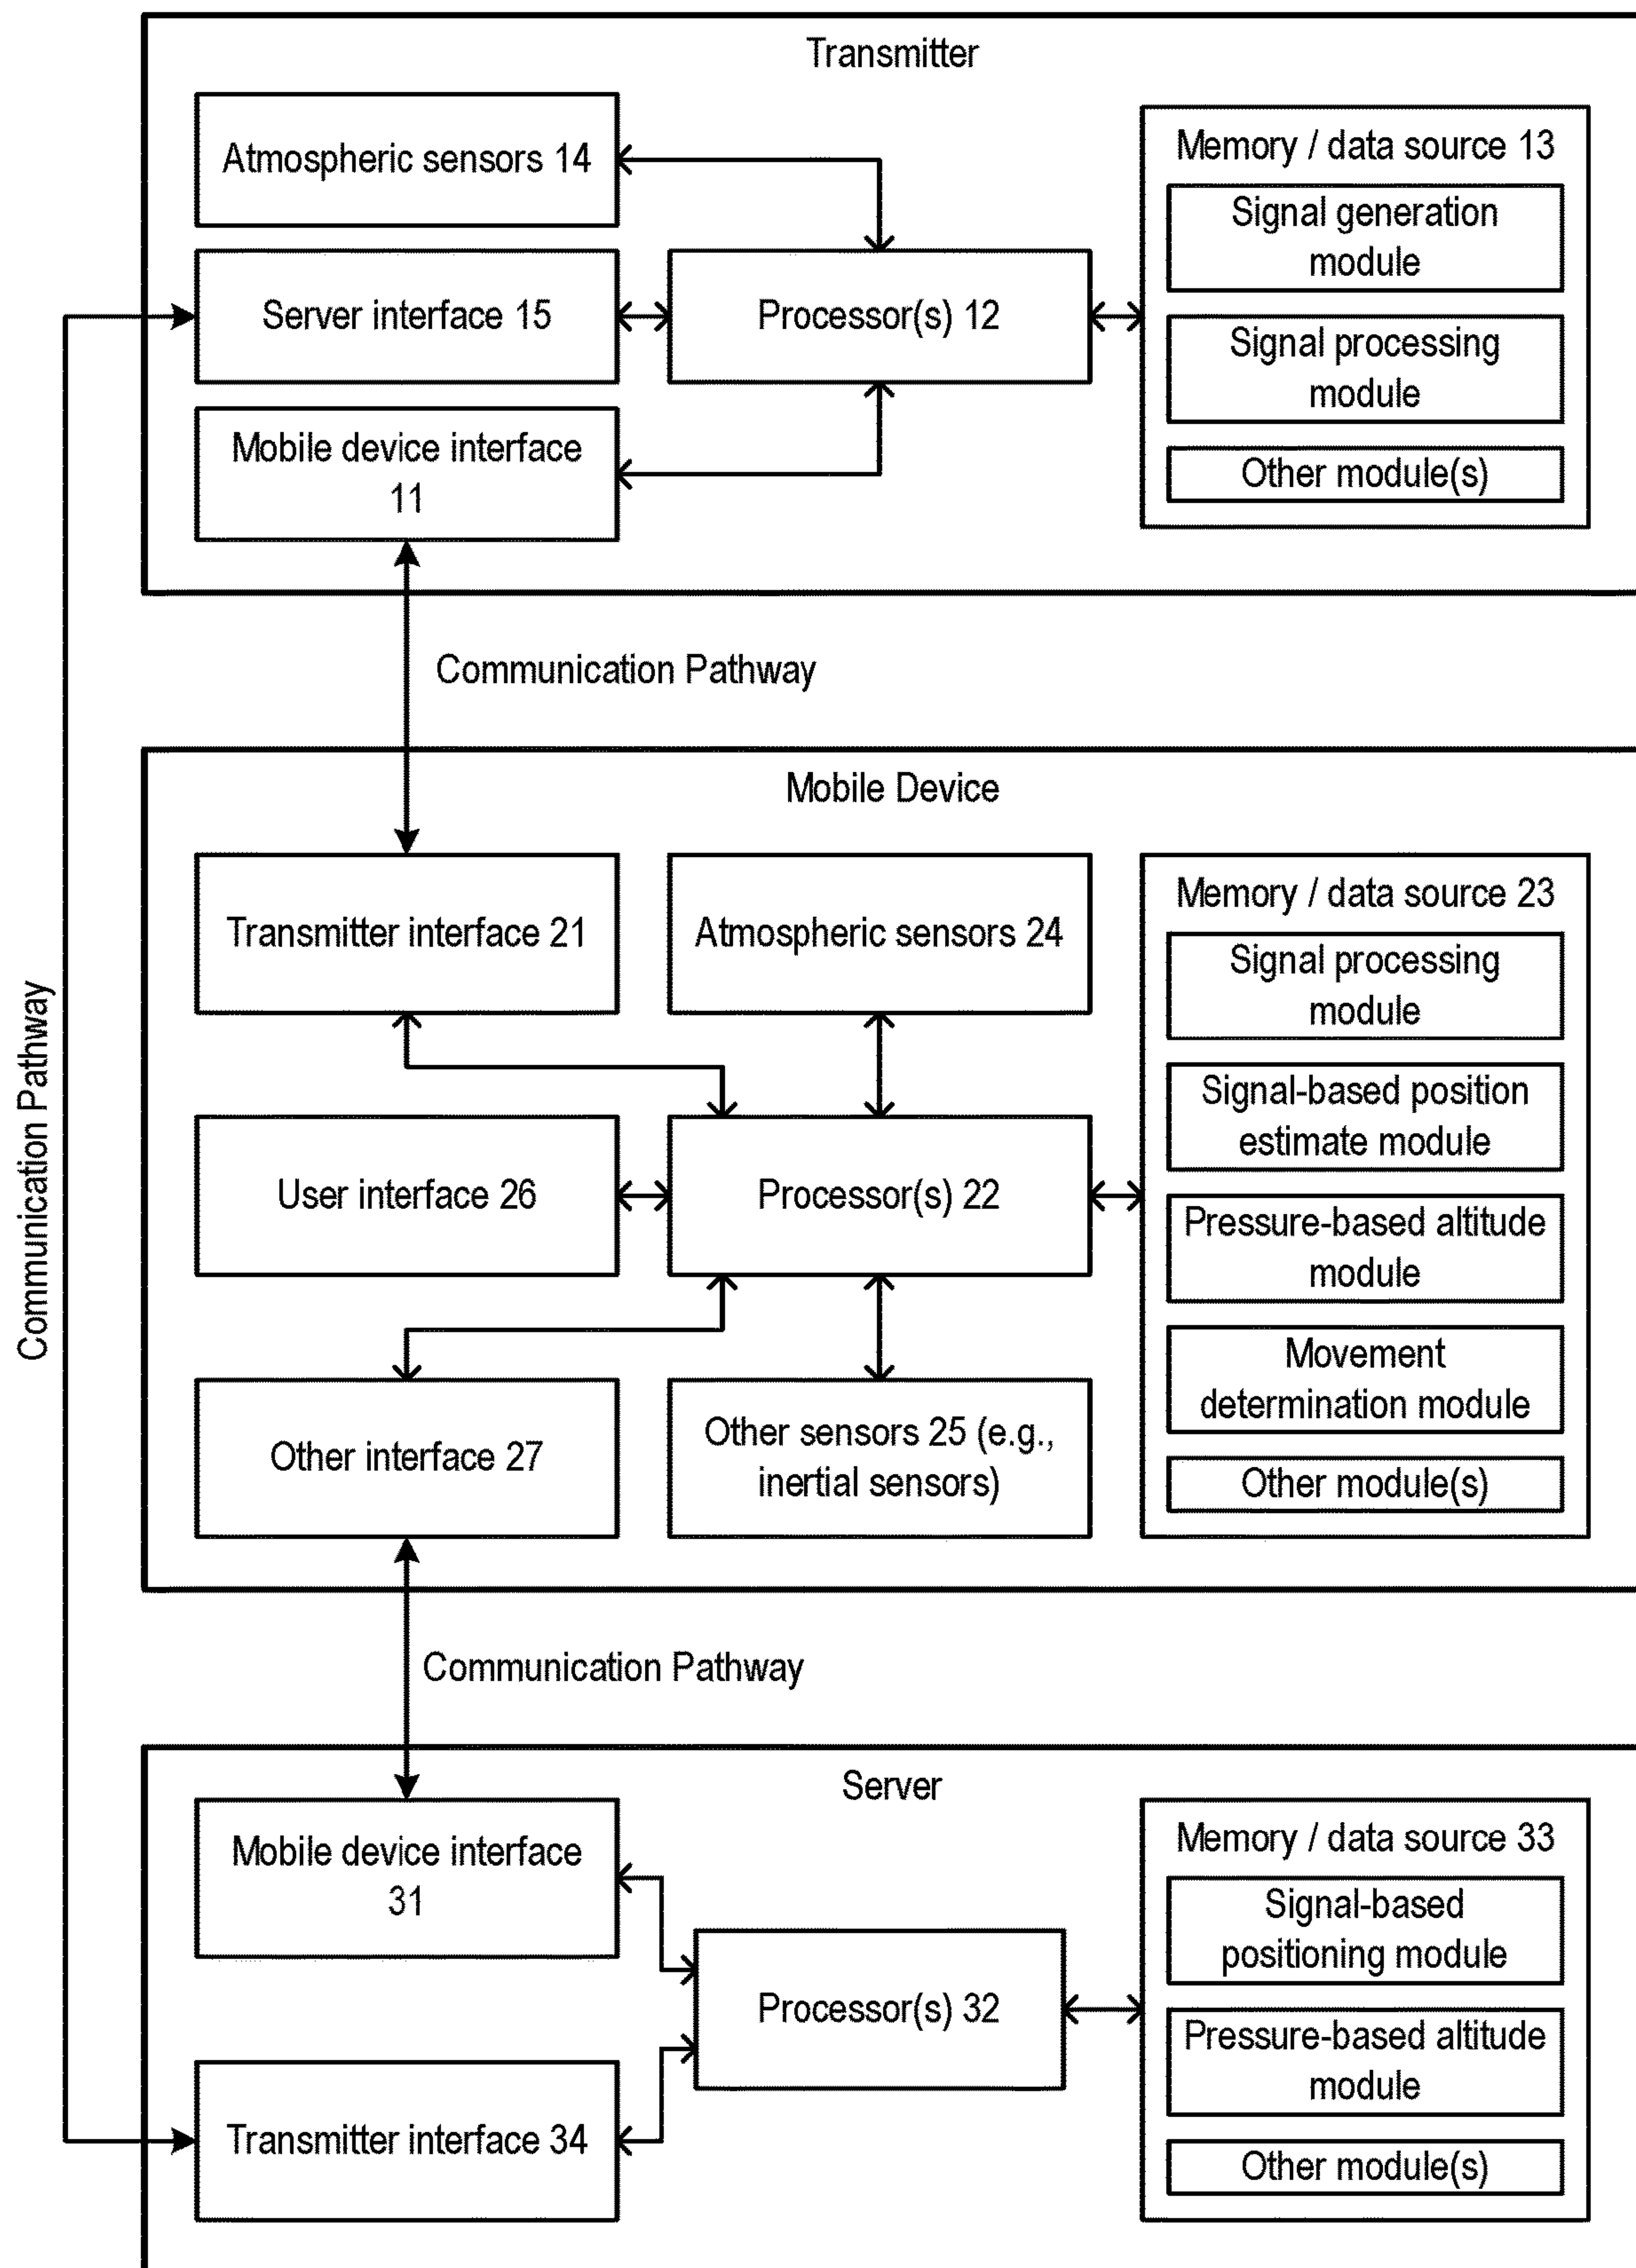 Transmitter
Atmospheric sensors 14
Server interface 15
Mobile device interface
11
Processor(s) 12
Memory / data source 13
Signal generation
module
Signal processing
module
Other module(s)
Communication Pathway
Communication Pathway
Mobile Device
Transmitter interface 21
Atmospheric sensors 24
User interface 26
Processor(s) 22
Other interface 27
Other sensors 25 (e.g.,
inertial sensors)
Memory / data source 23
Signal processing
module
Signal-based position
estimate module
Pressure-based altitude
module
Movement
determination module
Other module(s)
Communication Pathway
Server
Mobile device interface
31
Transmitter interface 34
Processor(s) 32
Memory / data source 33
Signal-based
positioning module
Pressure-based altitude
module
Other module(s)